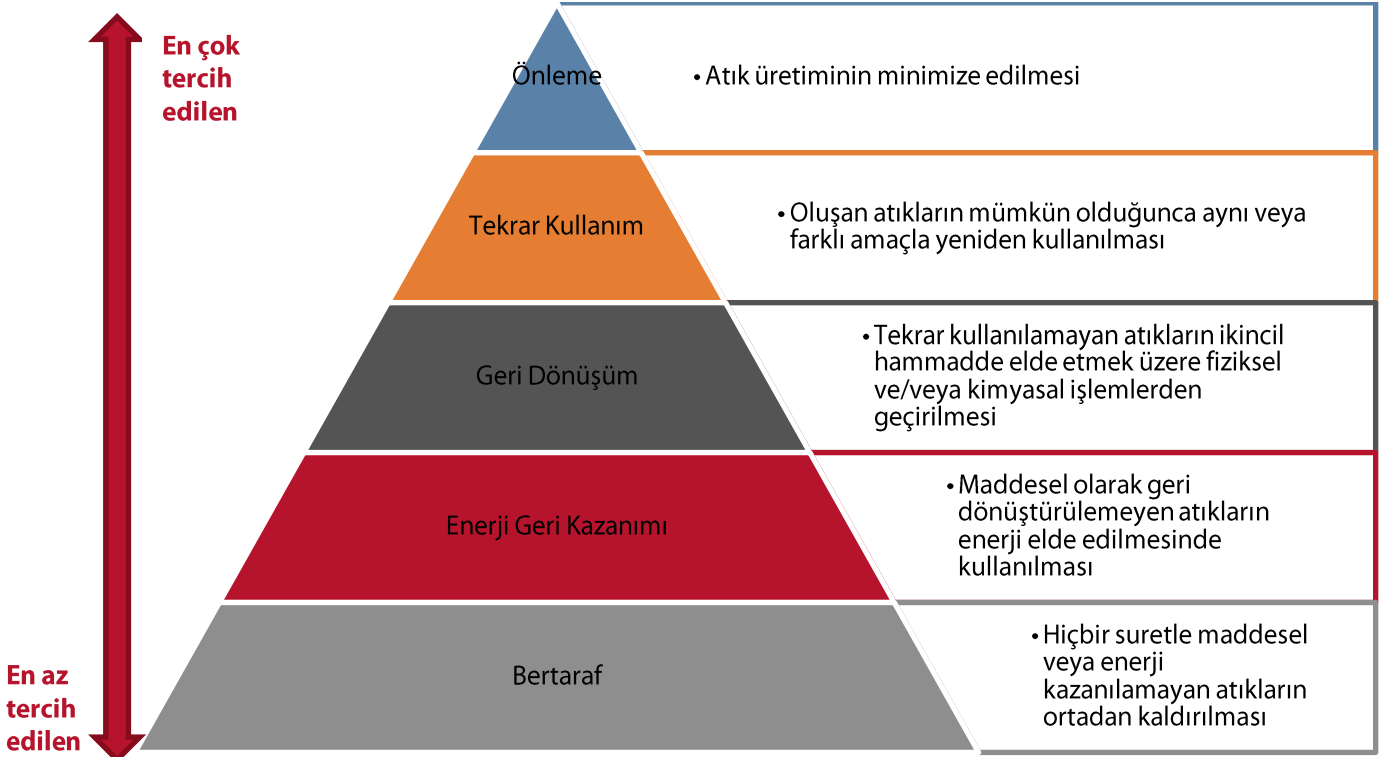 En çok
tercih
edilen
Önleme
• Atık üretiminin minimize edilmesi
Tekrar Kullanım
• Oluşan atıkların mümkün olduğunca aynı veya
farklı amaçla yeniden kullanılması
Geri Dönüşüm
• Tekrar kullanılamayan atıkların ikincil
hammadde elde etmek üzere fiziksel
ve/veya kimyasal işlemlerden
geçirilmesi
Enerji Geri Kazanımı
• Maddesel olarak geri
dönüştürülemeyen atıkların
enerji elde edilmesinde
kullanılması
Bertaraf
• Hiçbir suretle maddesel
veya enerji
kazanılamayan atıkların
ortadan kaldırılması
En az
tercih
edilen